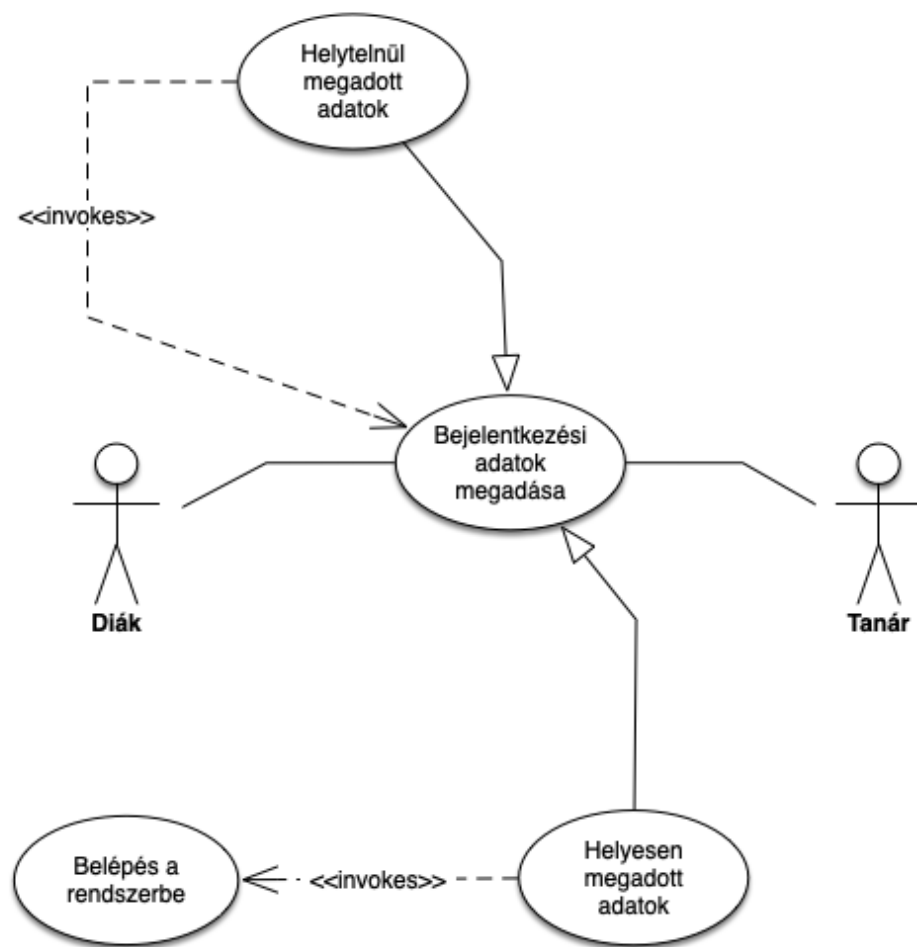 Helytelnül
megadott
adatok
<<invokes>>
Bejelentkezési
adatok
megadása
Diák
Tanár
Belépés a
rendszerbe
<<invokes>>
Helyesen
megadott
adatok